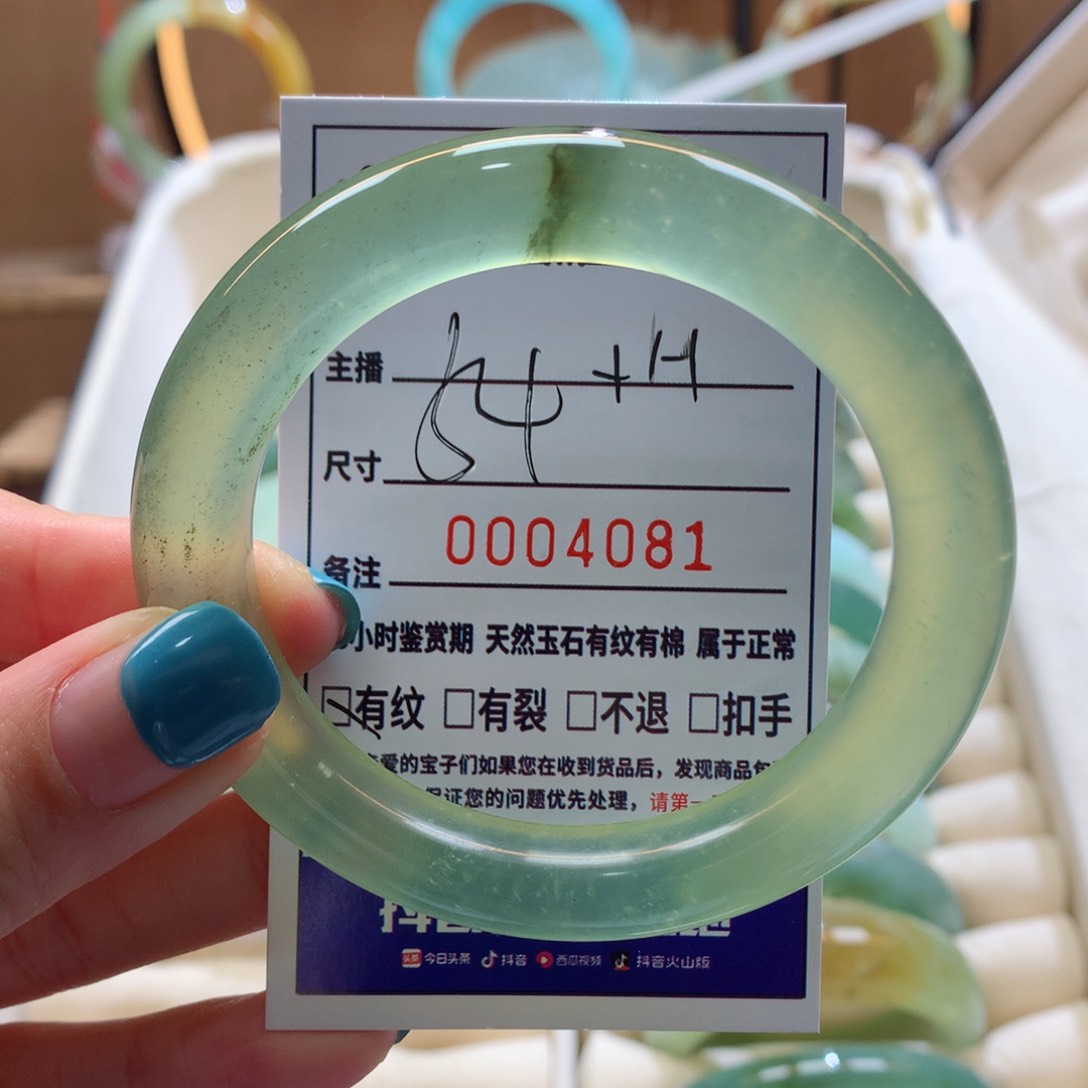 主播
54 + H
尺寸
0004081
备注
小时鉴赏期 天然玉石有纹有棉 属于正常
☑有纹 □有裂 □不退 □扣手
爱的宝子们如果您在收到货品后，发现商品
保证您的问题优先处理，请第一
今日头条 抖音 西瓜视频 抖音火山版